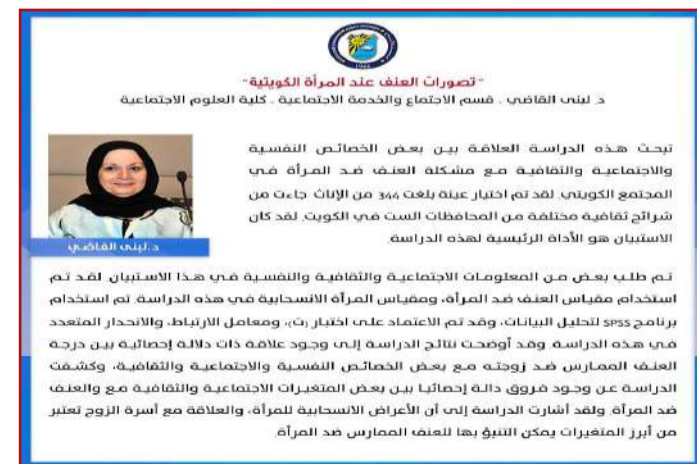 "تصورات العنف عند المرأة الكويتية"
د. لبنى القاضي . قسم الاجتماع والخدمة الاجتماعية . كلية العلوم الاجتماعية
تبحث هذه الدراسة العلاقة بين بعض الخصائص النفسية
والاجتماعية والثقافية مع مشكلة العنف ضد المرأة في
المجتمع الكويتي. لقد تم اختيار عينة بلغت 344 من الإناث جاءت من
شرائح ثقافية مختلفة من المحافظات الست في الكويت. لقد كان
الاستبيان هو الأداة الرئيسية لهذه الدراسة.
د.لبنى القاضي
تم طلب بعض من المعلومات الاجتماعية والثقافية والنفسية في هذا الاستبيان. لقد تم
استخدام مقياس العنف ضد المرأة، ومقياس المرأة الانسحابية في هذه الدراسة. تم استخدام
برنامج SPSS لتحليل البيانات، وقد تم الاعتماد على اختبار (ت)، ومعامل الارتباط، والانحدار المتعدد
في هذه الدراسة. وقد أوضحت نتائج الدراسة إلى وجود علاقة ذات دلالة إحصائية بين درجة
العنف الممارس ضد زوجته مع بعض الخصائص النفسية والاجتماعية والثقافية، وكشفت
الدراسة عن وجود فروق دالة إحصائيا بين بعض المتغيرات الاجتماعية والثقافية مع والعنف
ضد المرأة. ولقد أشارت الدراسة إلى أن الأعراض الانسحابية للمرأة، والعلاقة مع أسرة الزوج تعتبر
من أبرز المتغيرات يمكن التنبؤ بها للعنف الممارس ضد المرأة.